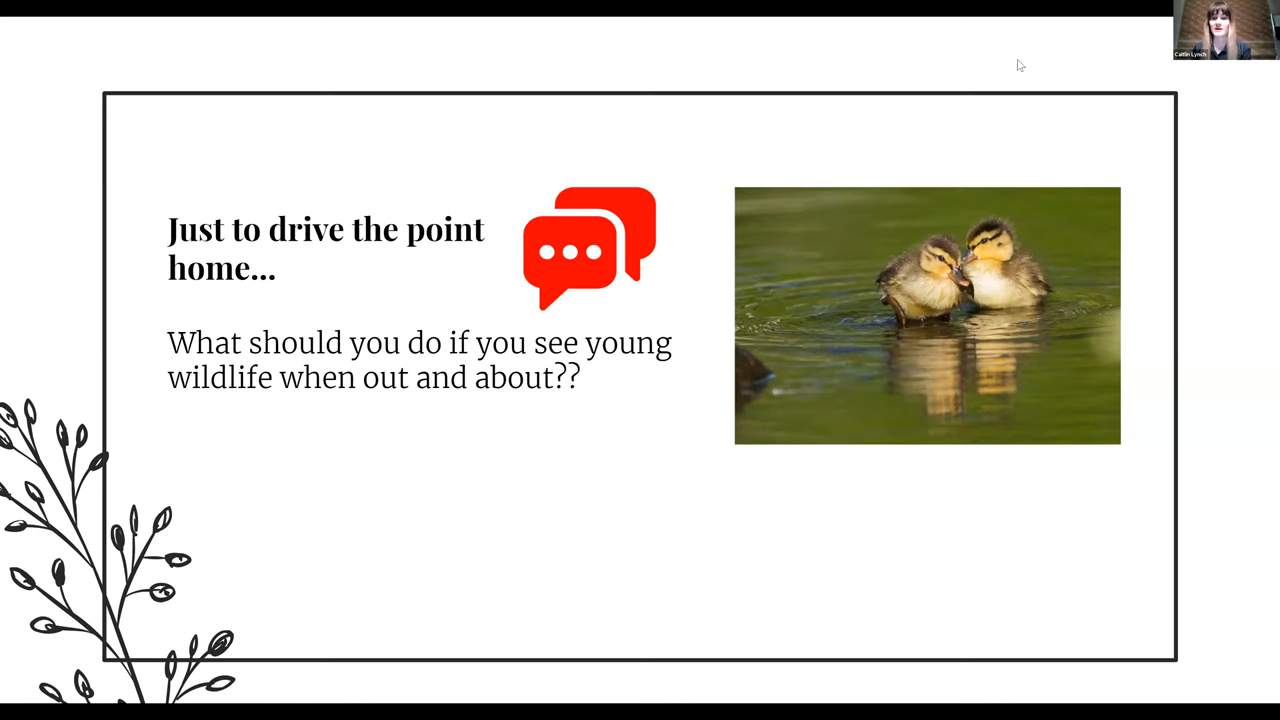 Caitlin Lynch
Just to drive the point
home...
What should you do if you see young
wildlife when out and about??